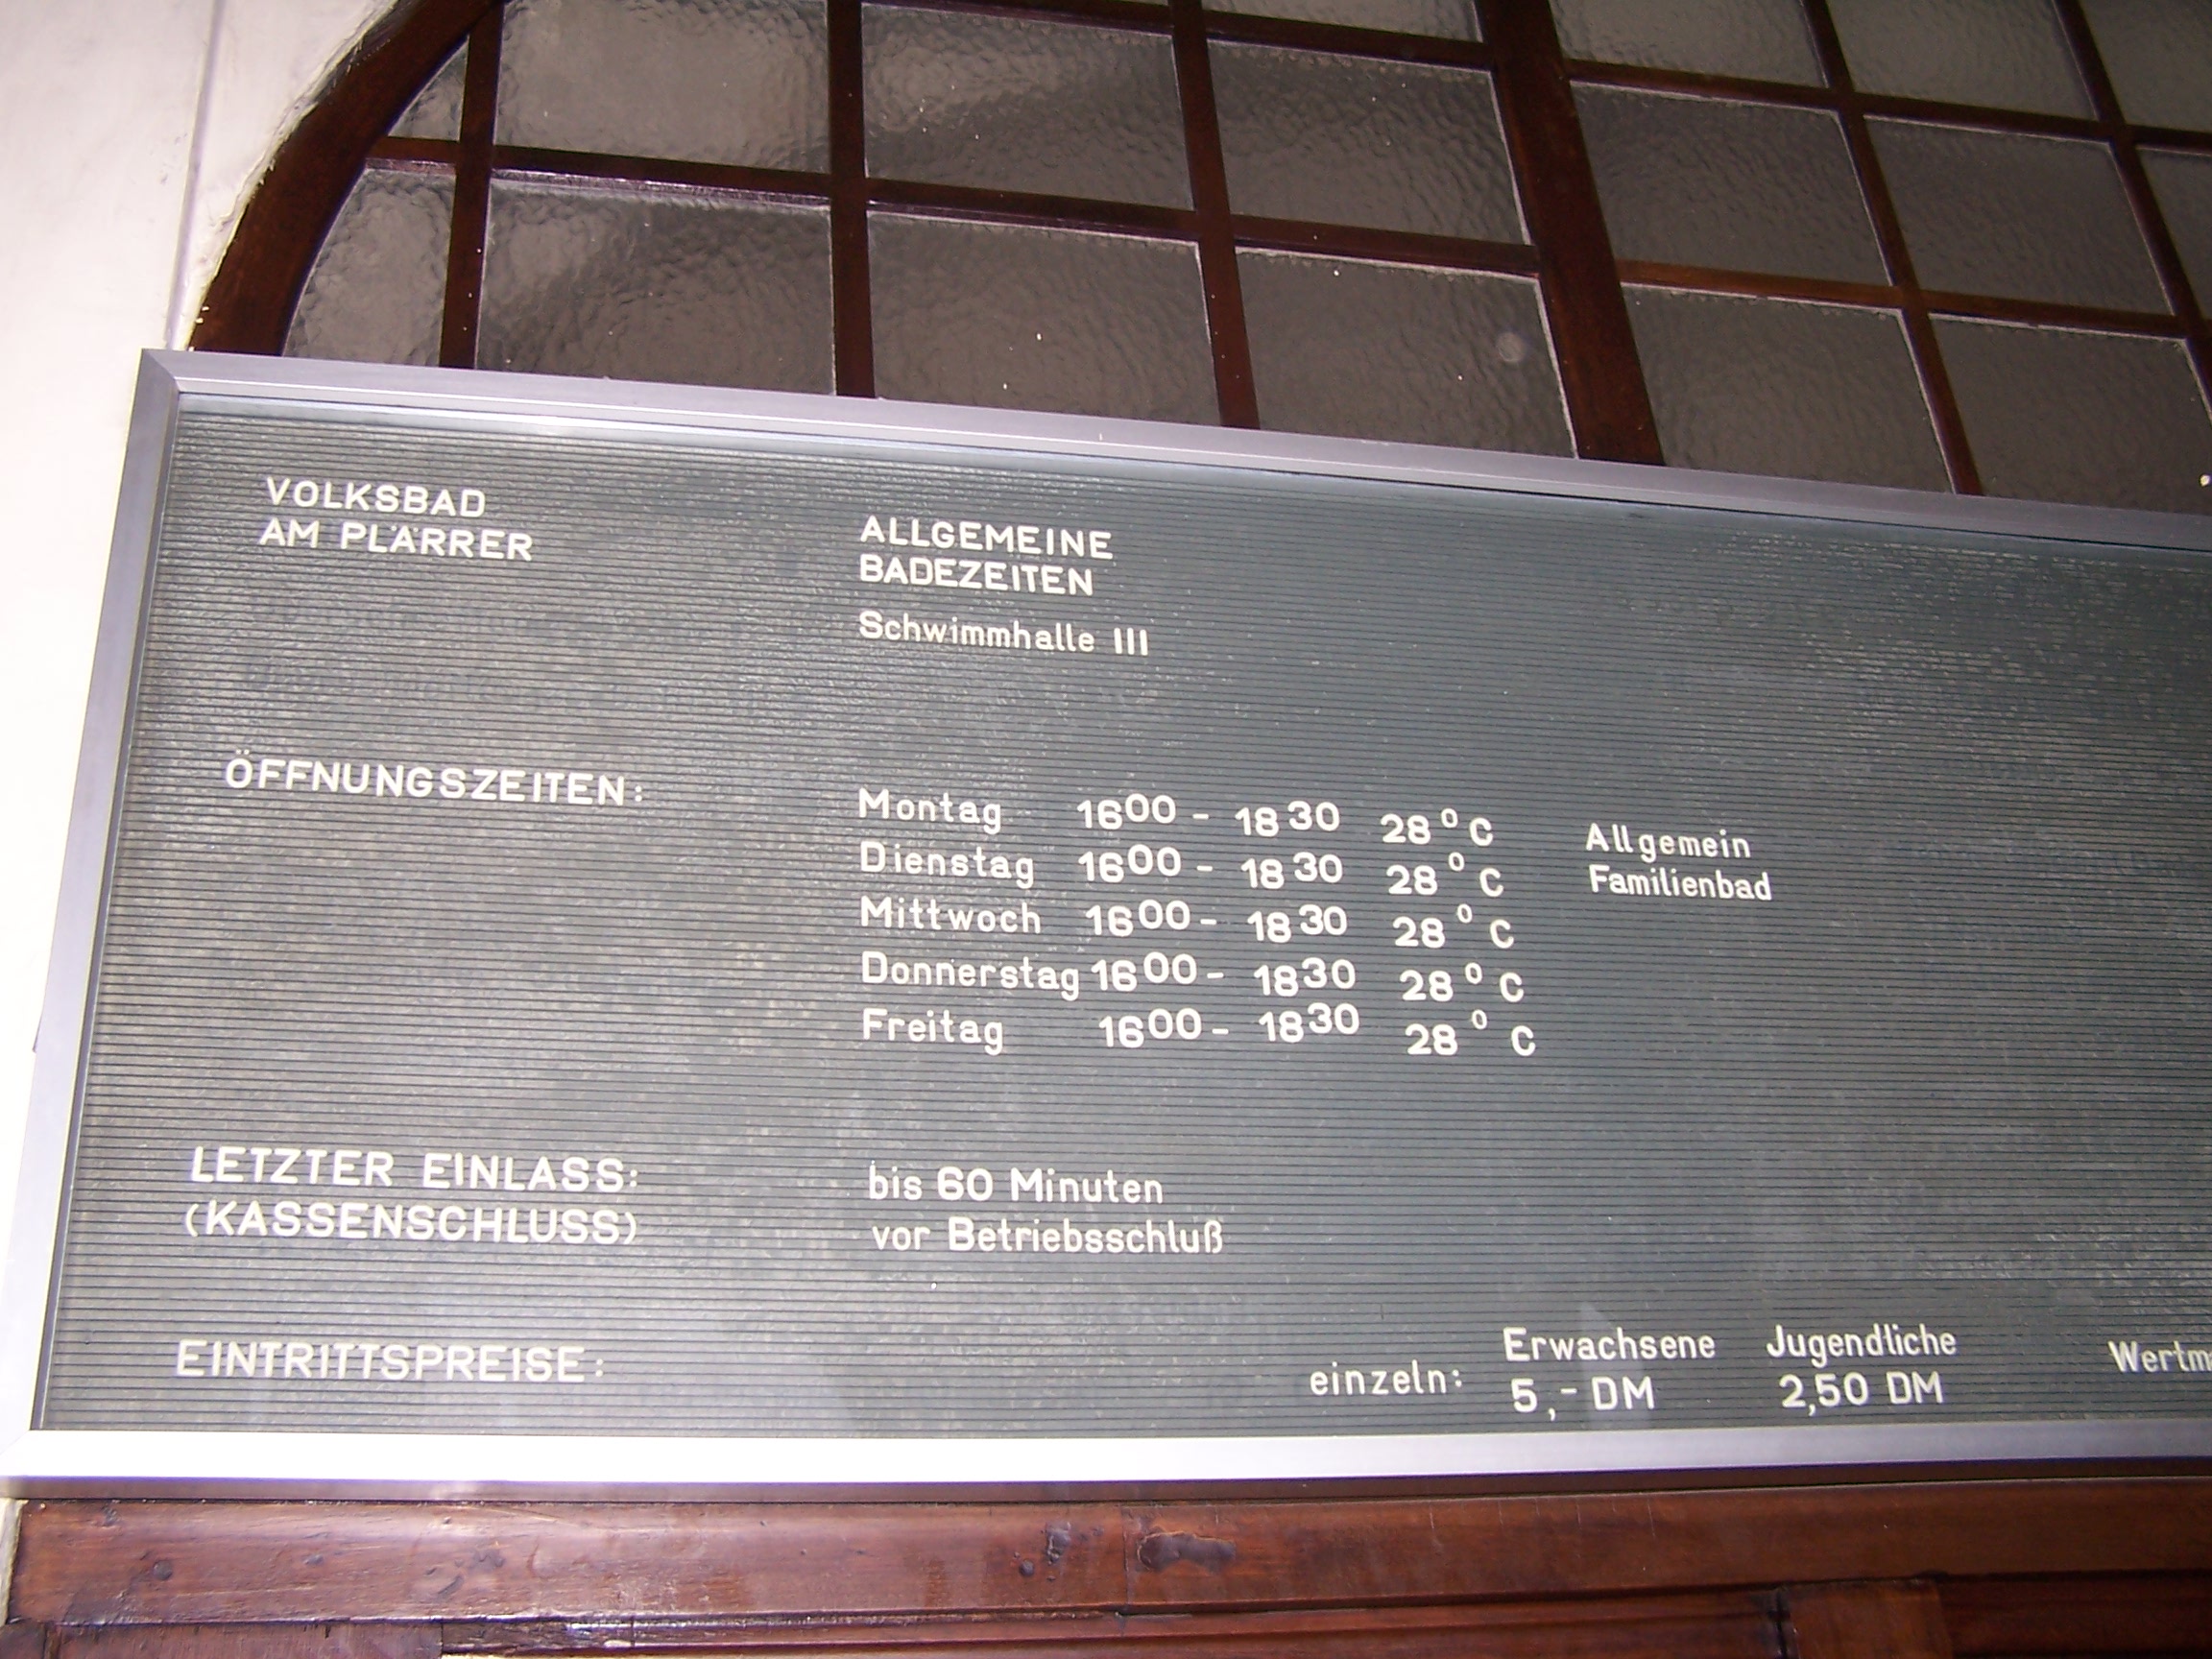 VOLKSBAD
AM PLÄRRER
ALLGEMEINE
BADEZEITEN
Schwimmhalle III
ÖFFNUNGSZEITEN:
Montag 16⁰⁰ - 18³⁰ 28° C Allgemein
Dienstag 16⁰⁰ - 18³⁰ 28° C Familienbad
Mittwoch 16⁰⁰ - 18³⁰ 28° C
Donnerstag 16⁰⁰ - 18³⁰ 28° C
Freitag 16⁰⁰ - 18³⁰ 28° C
LETZTER EINLASS: bis 60 Minuten
(KASSENSCHLUSS) vor Betriebsschluß
EINTRITTSPREISE:
Erwachsene Jugendliche
einzeln: 5,- DM 2,50 DM